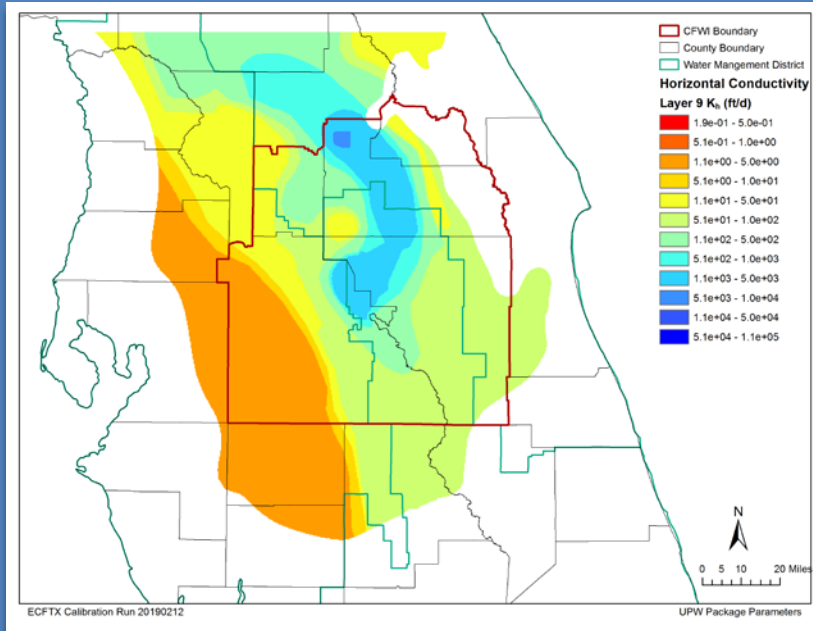 CFWI Boundary
County Boundary
Water Mangement District
Horizontal Conductivity
Layer 9 Kh (ft/d)
1.9e-01 - 5.0e-01
5.1e-01 - 1.0e+00
1.1e+00 - 5.0e+00
5.1e+00 - 1.0e+01
1.1e+01 - 5.0e+01
5.1e+01 - 1.0e+02
1.1e+02 - 5.0e+02
5.1e+02 - 1.0e+03
1.1e+03 - 5.0e+03
5.1e+03 - 1.0e+04
1.1e+04 - 5.0e+04
5.1e+04 - 1.1e+05
N
0 5 10 20 Miles
ECFTX Calibration Run 20190212
UPW Package Parameters